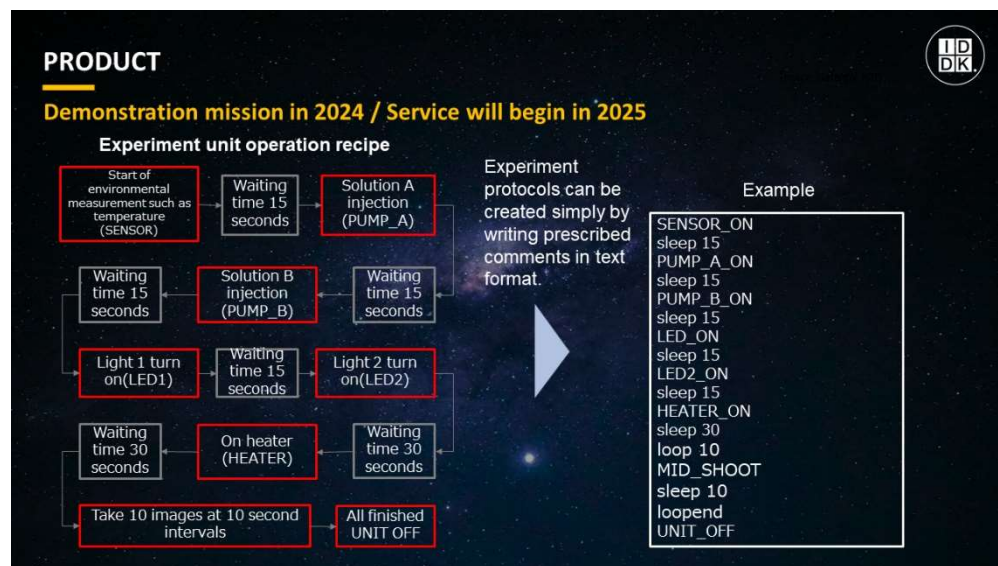 PRODUCT
I D
D K.
Demonstration mission in 2024 / Service will begin in 2025
Experiment unit operation recipe
Start of
environmental
measurement such as
temperature
(SENSOR)
Waiting
time 15
seconds
Solution A
injection
(PUMP_A)
Waiting
time 15
seconds
Solution B
injection
(PUMP_B)
Waiting
time 15
seconds
Light 1 turn
on(LED1)
Waiting
time 15
seconds
Light 2 turn
on(LED2)
Waiting
time 30
seconds
On heater
(HEATER)
Waiting
time 30
seconds
Take 10 images at 10 second
intervals
All finished
UNIT OFF
Experiment
protocols can be
created simply by
writing prescribed
comments in text
format.
Example
SENSOR_ON
sleep 15
PUMP_A_ON
sleep 15
PUMP_B_ON
sleep 15
LED_ON
sleep 15
LED2_ON
sleep 15
HEATER_ON
sleep 30
loop 10
MID_SHOOT
sleep 10
loopend
UNIT_OFF